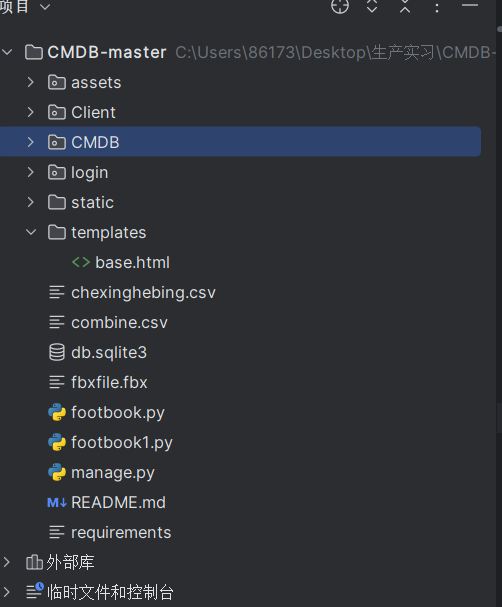 项目
CMDB-master C:\Users\86173\Desktop\生产实习\CMDB-
assets
Client
CMDB
login
static
templates
<> base.html
chexinghebing.csv
combine.csv
db.sqlite3
fbxfile.fbx
footbook.py
footbook1.py
manage.py
M↓ README.md
requirements
外部库
临时文件和控制台